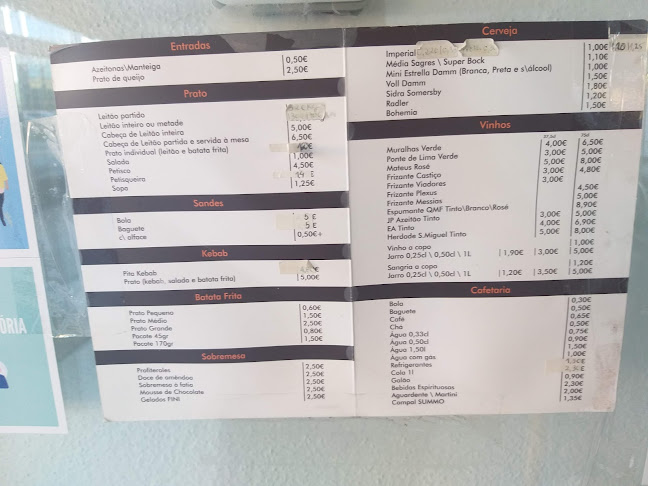 Entradas
Azeitonas\Manteiga 0,50€
Prato de queijo 2,50€
Prato
Leitão partido
Leitão inteiro ou metade
Cabeça de Leitão inteira 5,00€
Cabeça de Leitão partida e servida à mesa 6,50€
Prato individual (leitão e batata frita)
Salada 1,00€
Petisco 4,50€
Petisqueira 14 €
Sopa 1,25€
Sandes
Bola 5 €
Baguete 5 €
c\ alface 0,50€+
Kebab
Pita Kebab
Prato (kebab, salada e batata frita) 5,00€
Batata Frita
Prato Pequeno 0,60€
Prato Médio 1,50€
Prato Grande 2,50€
Pacote 45gr 0,80€
Pacote 170gr 1,50€
Sobremesa
Profiteroles 2,50€
Doce de amêndoa 2,50€
Sobremesa à fatia 2,50€
Mousse de Chocolate 2,50€
Gelados FINI 2,50€
Cerveja
Imperial 1,00€
Média Sagres \ Super Bock 1,10€
Mini Estrella Damm (Branca, Preta e s\álcool) 1,00€
Voll Damm 1,50€
Sidra Somersby 1,80€
Radler 1,20€
Bohemia 1,50€
Vinhos
37,5cl 75cl
Muralhas Verde 4,00€ 6,50€
Ponte de Lima Verde 3,00€ 5,00€
Mateus Rosé 5,00€ 8,00€
Frizante Castiço 3,00€ 4,80€
Frizante Viadores 3,00€
Frizante Plexus 4,50€
Frizante Messias 5,00€
Espumante QMF Tinto\Branco\Rosé 8,90€
JP Azeitão Tinto 3,00€ 5,00€
EA Tinto 4,00€ 6,90€
Herdade S.Miguel Tinto 5,00€ 8,00€
Vinho a copo 1,00€
Jarro 0,25cl \ 0,50cl \ 1L 1,90€ 3,00€ 5,00€
Sangria a copo 1,20€
Jarro 0,25cl \ 0,50cl \ 1L 1,20€ 3,50€ 5,00€
Cafetaria
Bola 0,30€
Baguete 0,50€
Café 0,65€
Chá 0,50€
Água 0,33cl 0,75€
Água 0,50cl 0,90€
Água 1,50l 1,50€
Água com gás 1,00€
Refrigerantes
Cola 1l
Galão 0,90€
Bebidas Espirituosas 2,30€
Aguardente \ Martini 2,00€
Compal SUMMO 1,35€
ÓRIA